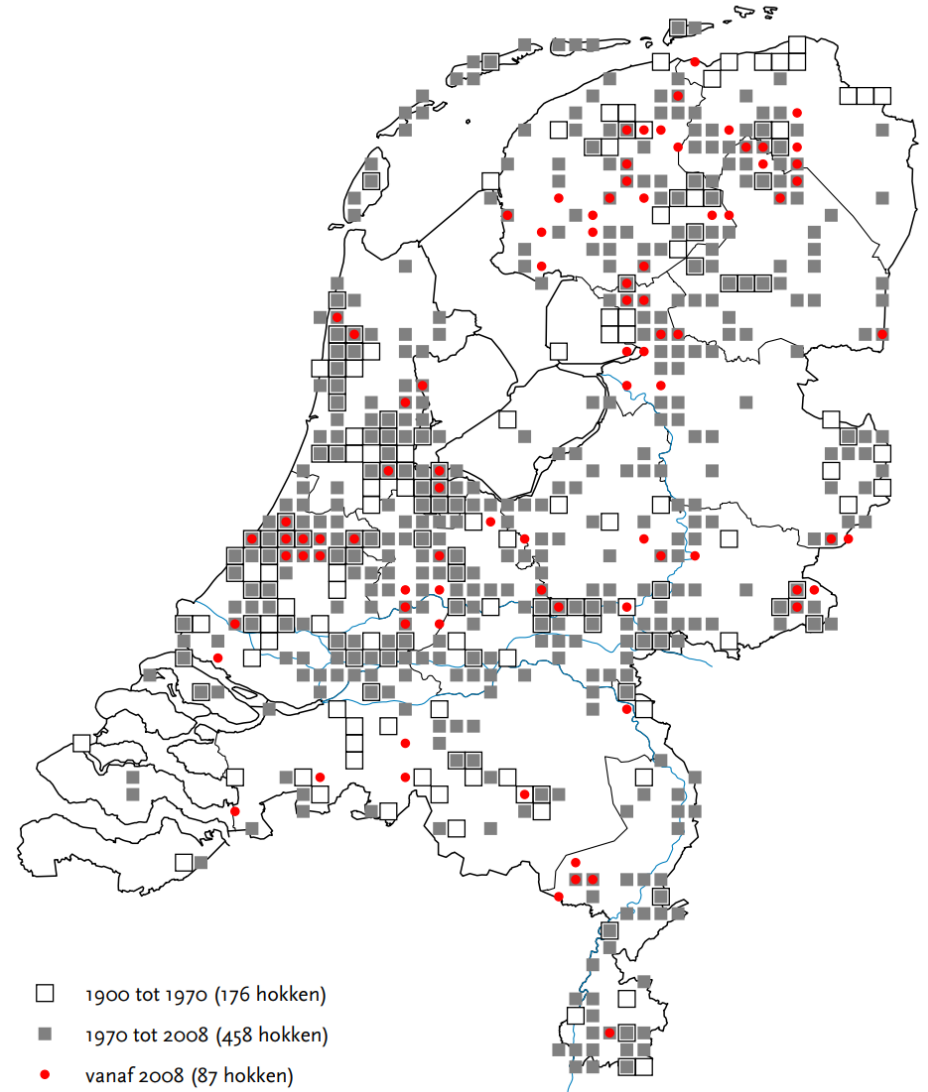 1900 tot 1970 (176 hokken)
1970 tot 2008 (458 hokken)
vanaf 2008 (87 hokken)